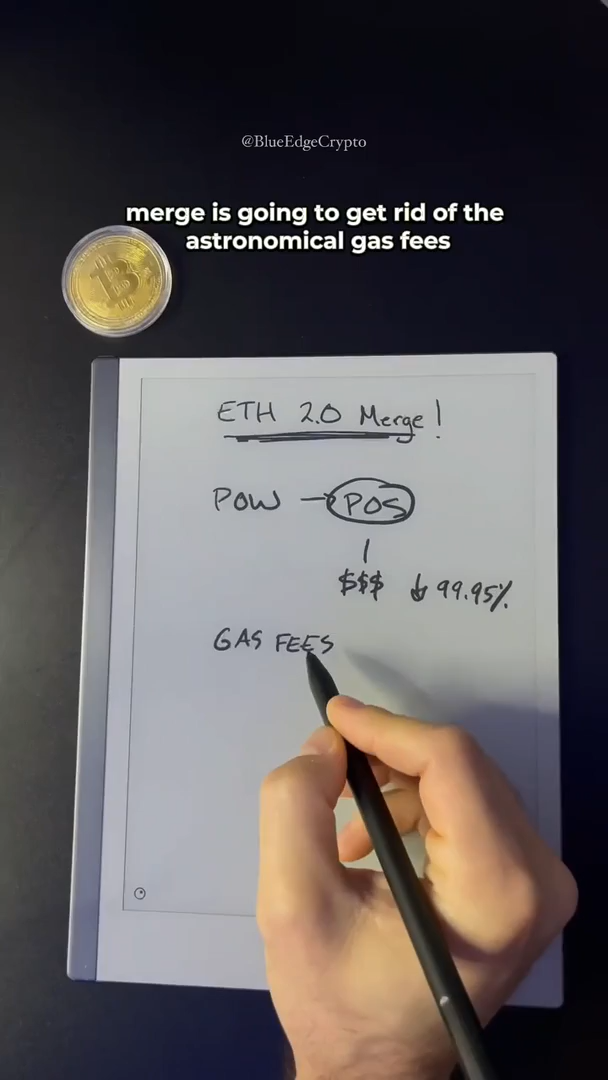 @BlueEdgeCrypto
merge is going to get rid of the
astronomical gas fees
ETH 2.0 Merge!
POW → POS
$$$ ↓ 99.95%
GAS FEES